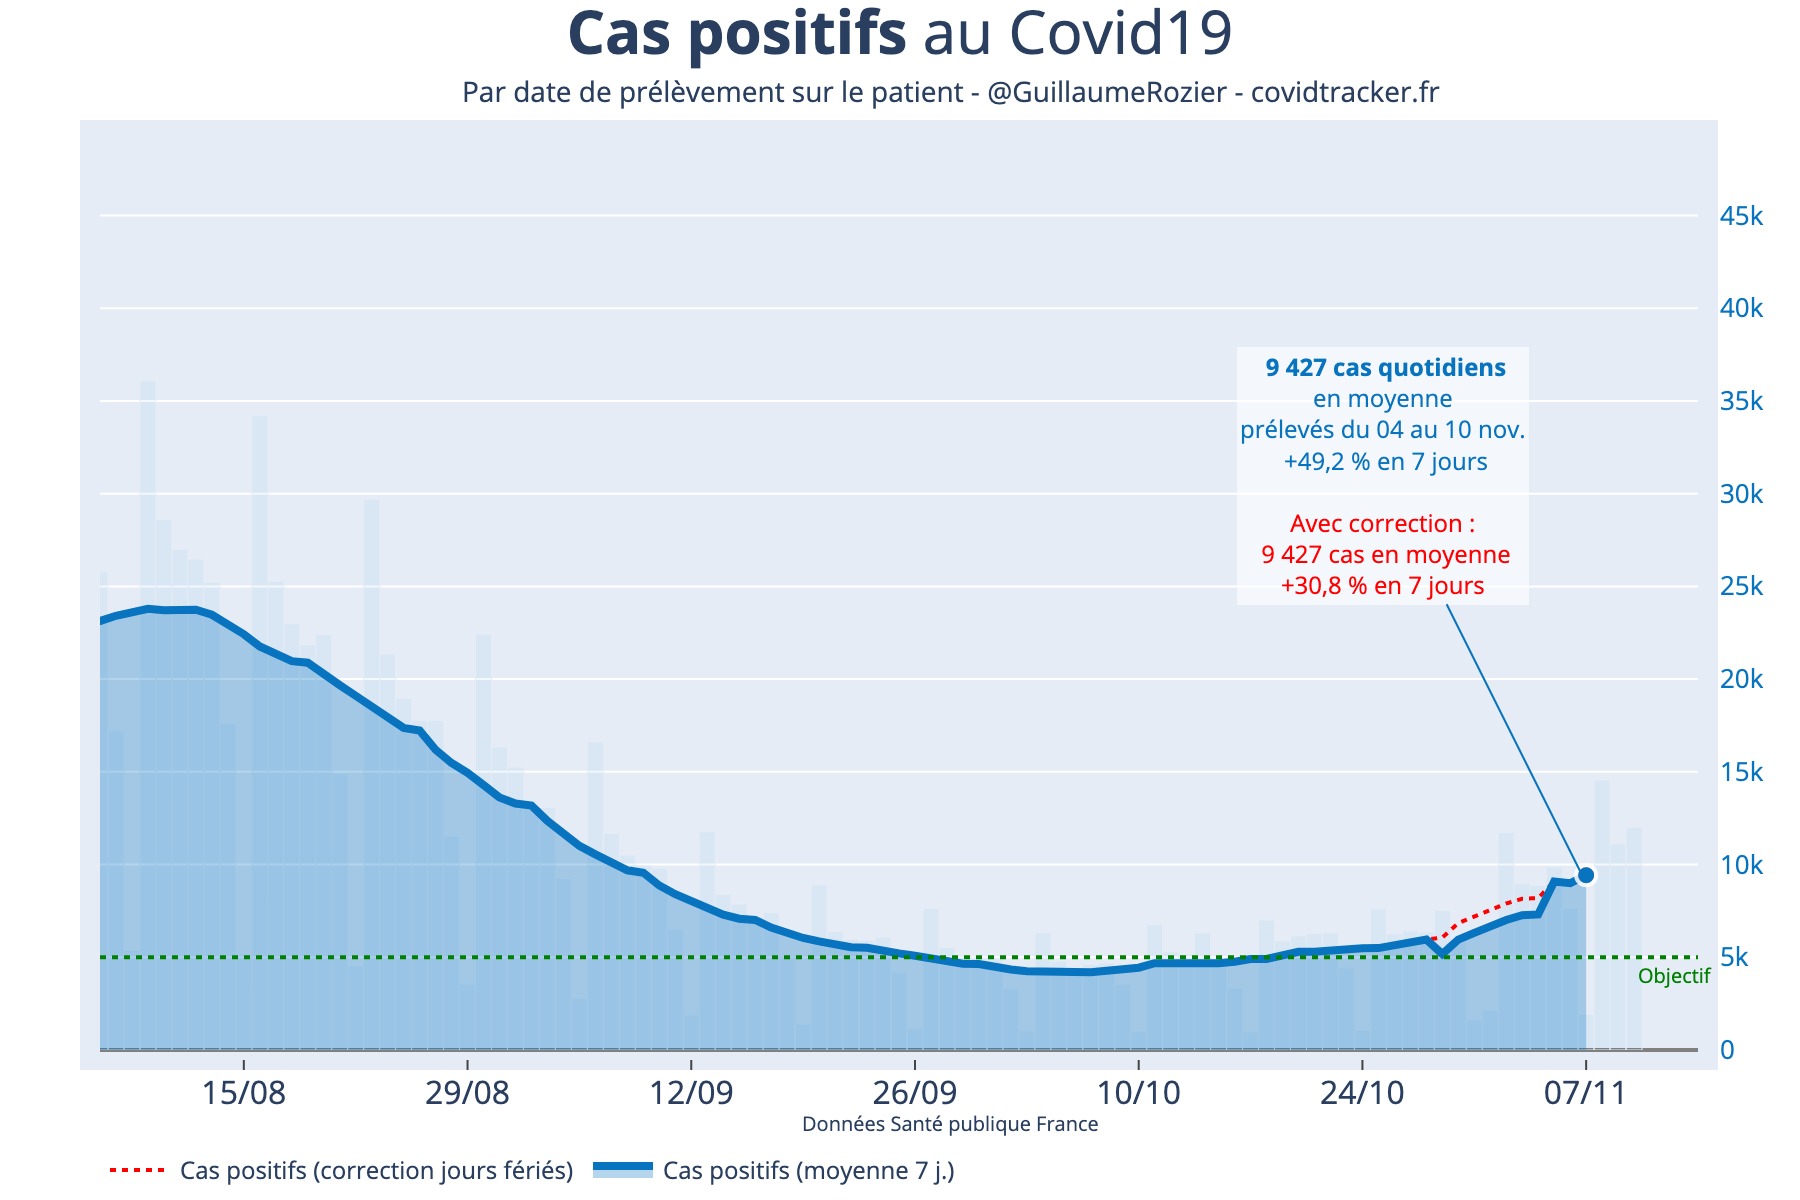 Cas positifs au Covid19
Par date de prélèvement sur le patient - @GuillaumeRozier - covidtracker.fr
45k
40k
35k
30k
25k
20k
15k
10k
5k
0
9 427 cas quotidiens
en moyenne
prélevés du 04 au 10 nov.
+49,2 % en 7 jours
Avec correction :
9 427 cas en moyenne
+30,8 % en 7 jours
Objectif
15/08 29/08 12/09 26/09 10/10 24/10 07/11
Données Santé publique France
Cas positifs (correction jours fériés) Cas positifs (moyenne 7 j.)